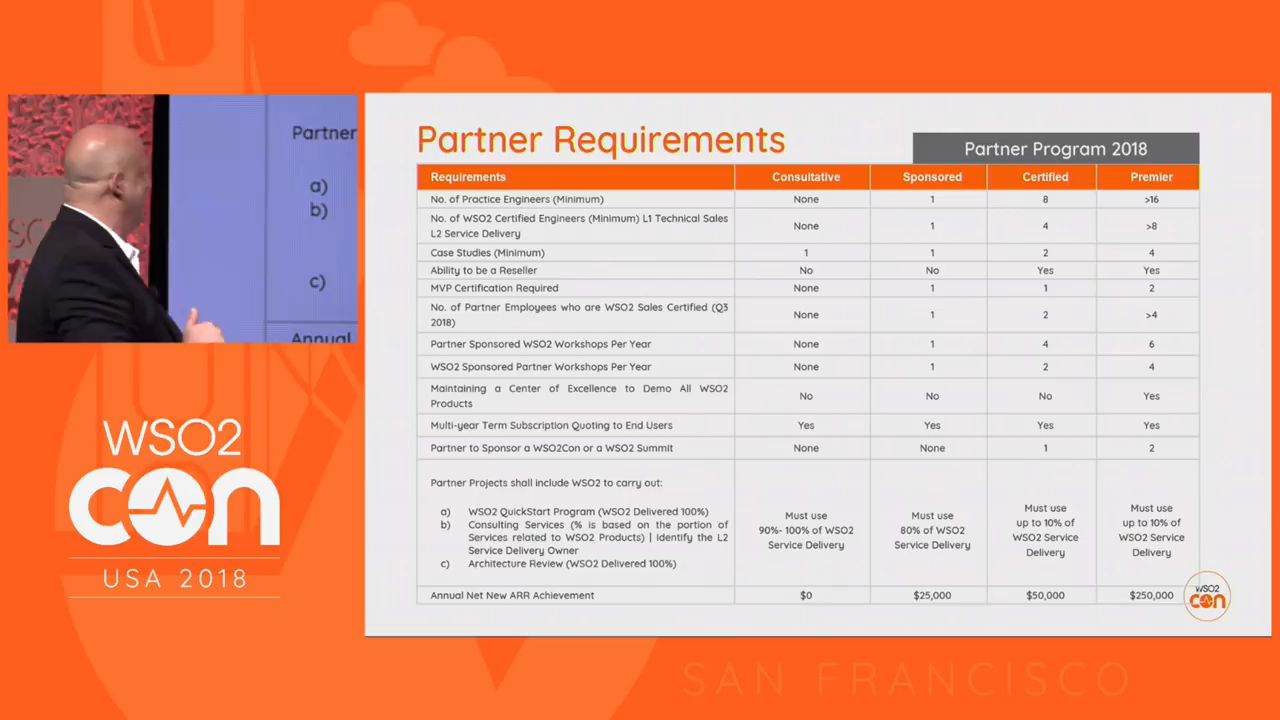 Partner
a)
b)
c)
Annual
WSO2
con
USA 2018
Partner Requirements
Partner Program 2018
Requirements Consultative Sponsored Certified Premier
No. of Practice Engineers (Minimum) None 1 8 >16
No. of WSO2 Certified Engineers (Minimum) L1 Technical Sales
L2 Service Delivery None 1 4 >8
Case Studies (Minimum) 1 1 2 4
Ability to be a Reseller No No Yes Yes
MVP Certification Required None 1 1 2
No. of Partner Employees who are WSO2 Sales Certified (Q3
2018) None 1 2 >4
Partner Sponsored WSO2 Workshops Per Year None 1 4 6
WSO2 Sponsored Partner Workshops Per Year None 1 2 4
Maintaining a Center of Excellence to Demo All WSO2
Products No No No Yes
Multi-year Term Subscription Quoting to End Users Yes Yes Yes Yes
Partner to Sponsor a WSO2Con or a WSO2 Summit None None 1 2
Partner Projects shall include WSO2 to carry out:
a) WSO2 QuickStart Program (WSO2 Delivered 100%)
b) Consulting Services (% is based on the portion of
Services related to WSO2 Products) | Identify the L2
Service Delivery Owner
c) Architecture Review (WSO2 Delivered 100%)
Must use
90%- 100% of WSO2
Service Delivery
Must use
80% of WSO2
Service Delivery
Must use
up to 10% of
WSO2 Service
Delivery
Must use
up to 10% of
WSO2 Service
Delivery
Annual Net New ARR Achievement $0 $25,000 $50,000 $250,000
WSO2
con
SAN FRANCISCO